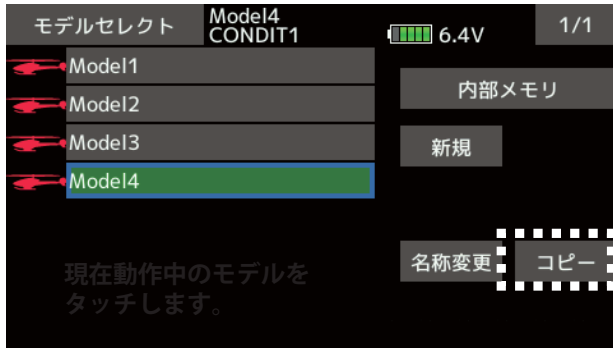 モデルセレクト
Model4
CONDIT1
6.4V
1/1
Model1
Model2
Model3
Model4
内部メモリ
新規
名称変更
コピー
現在動作中のモデルを
タッチします。